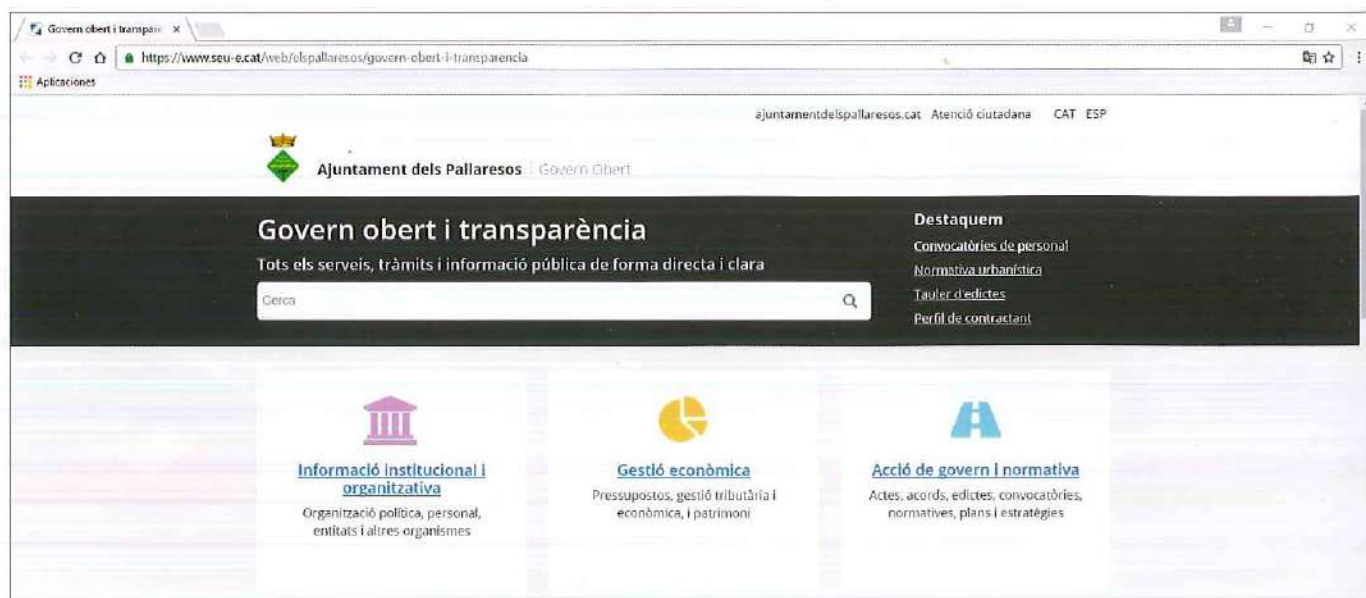 Govern obert i transpare
https://www.seu-e.cat/web/elspallaresos/govern-obert-i-transparencia
Aplicaciones
ajuntamentdelspallaresos.cat Atenció ciutadana CAT ESP
Ajuntament dels Pallaresos Govern Obert
Govern obert i transparència
Tots els serveis, tràmits i informació pública de forma directa i clara
Cerca
Destaquem
Convocatòries de personal
Normativa urbanística
Tauler d'edictes
Perfil de contractant
Informació institucional i
organitzativa
Organització política, personal,
entitats i altres organismes
Gestió econòmica
Pressupostos, gestió tributària i
econòmica, i patrimoni
Acció de govern i normativa
Actes, acords, edictes, convocatòries,
normatives, plans i estratègies